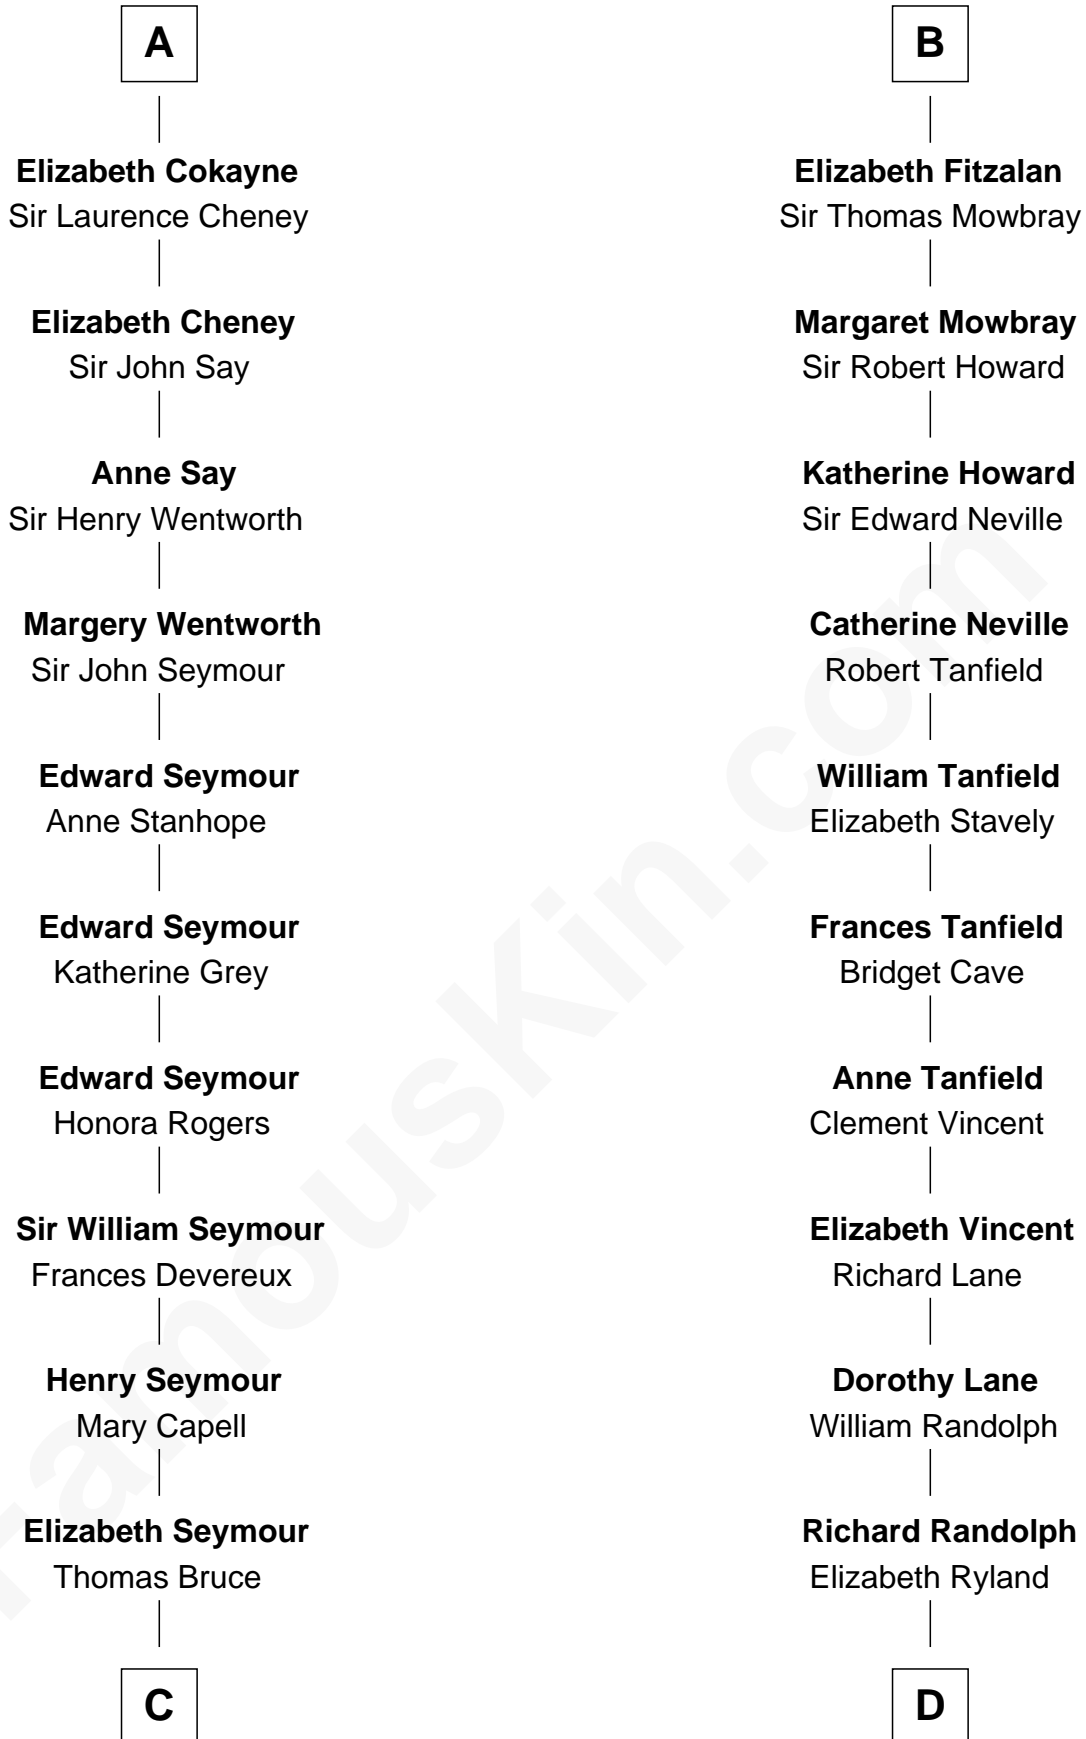 A
Elizabeth Cokayne
Sir Laurence Cheney
Elizabeth Cheney
Sir John Say
Anne Say
Sir Henry Wentworth
Margery Wentworth
Sir John Seymour
Edward Seymour
Anne Stanhope
Edward Seymour
Katherine Grey
Edward Seymour
Honora Rogers
Sir William Seymour
Frances Devereux
Henry Seymour
Mary Capell
Elizabeth Seymour
Thomas Bruce
C
B
Elizabeth Fitzalan
Sir Thomas Mowbray
Margaret Mowbray
Sir Robert Howard
Katherine Howard
Sir Edward Neville
Catherine Neville
Robert Tanfield
William Tanfield
Elizabeth Stavely
Frances Tanfield
Bridget Cave
Anne Tanfield
Clement Vincent
Elizabeth Vincent
Richard Lane
Dorothy Lane
William Randolph
Richard Randolph
Elizabeth Ryland
D
FamousKin.com